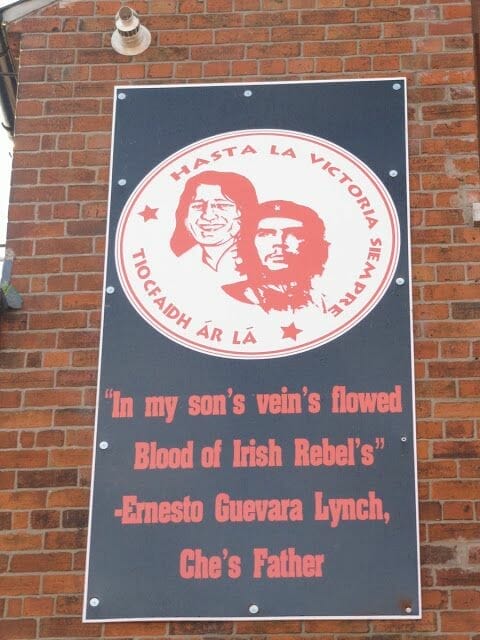 HASTA LA VICTORIA SIEMPRE
TIOCFAIDH ÁR LÁ
"In my son's vein's flowed
Blood of Irish Rebel's"
-Ernesto Guevara Lynch,
Che's Father